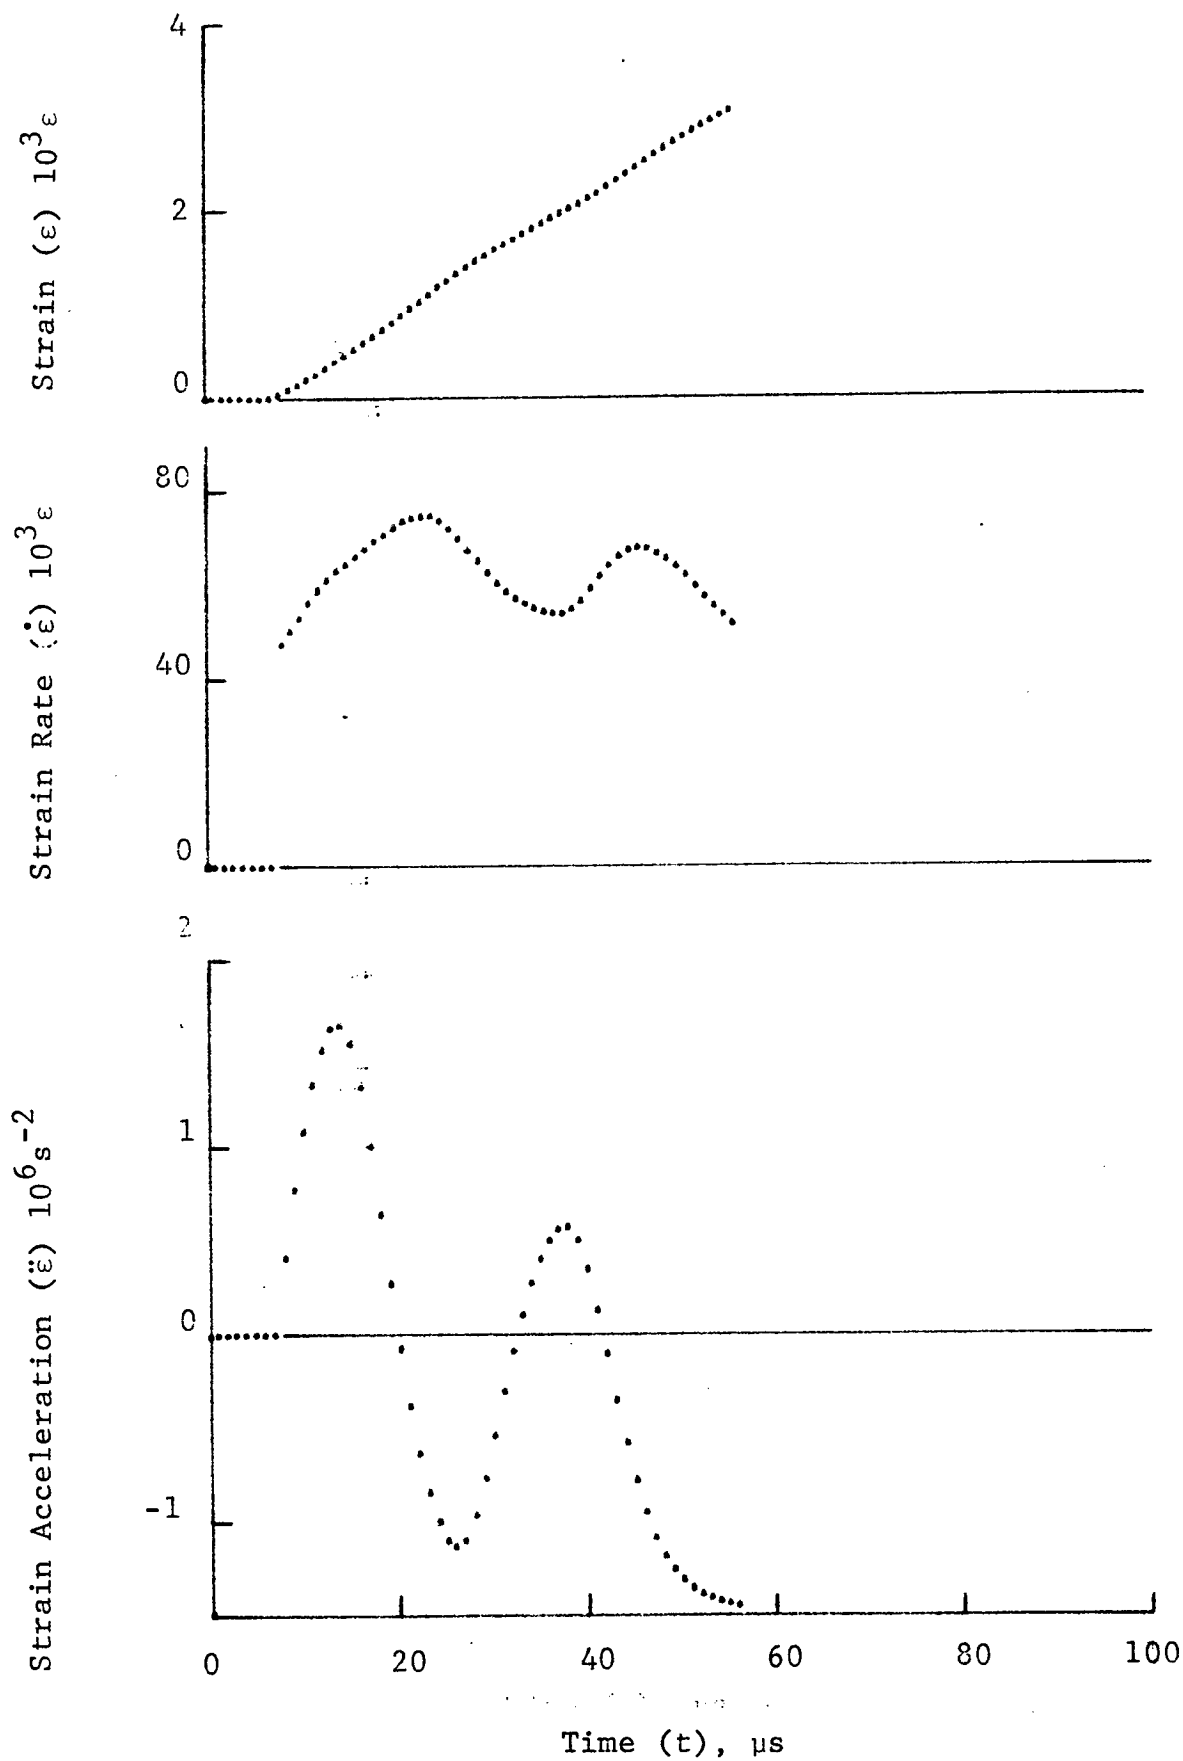 4
2
0
Strain (ε) 10³ε
80
40
0
Strain Rate (ε̇) 10³ε
2
1
0
-1
Strain Acceleration (ε̈) 10⁶s⁻²
0 20 40 60 80 100
Time (t), μs